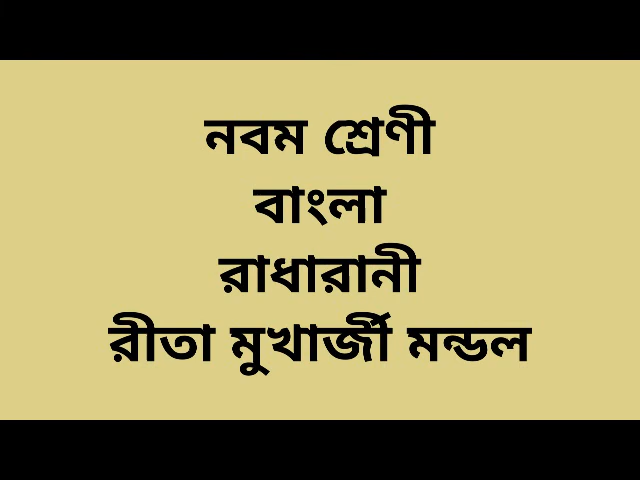 নবম শ্রেণী
বাংলা
রাধারানী
রীতা মুখার্জী মন্ডল